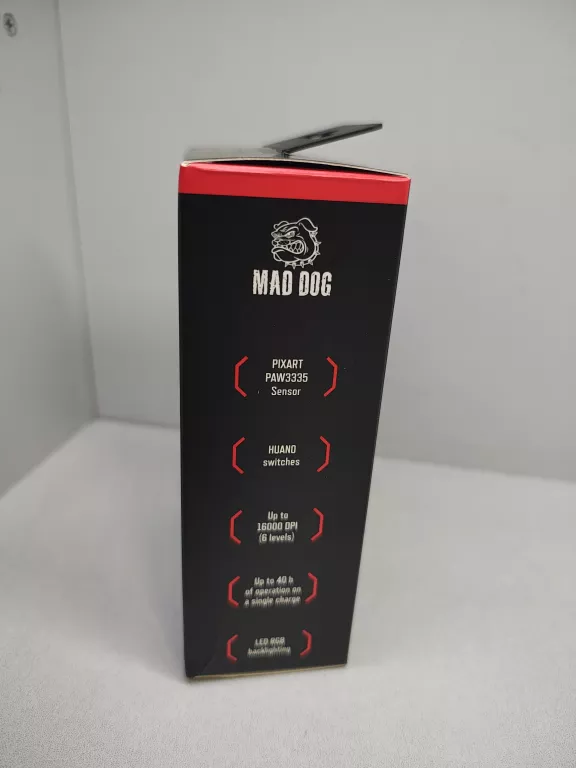 MAD DOG
PIXART
PAW3335
Sensor
HUANO
switches
Up to
16000 DPI
(6 levels)
Up to 40 h
of operation on
a single charge
LED RGB
backlighting